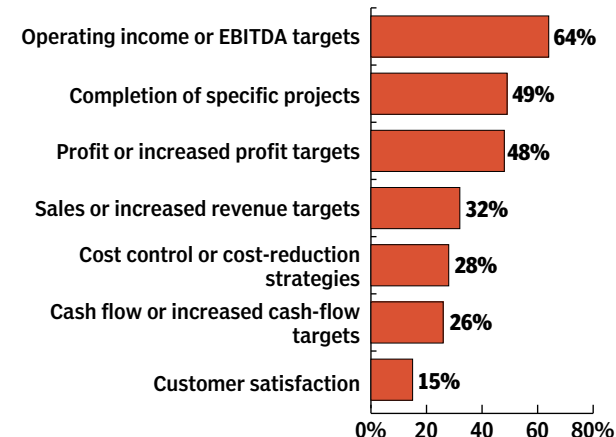 Operating income or EBITDA targets 64%
Completion of specific projects 49%
Profit or increased profit targets 48%
Sales or increased revenue targets 32%
Cost control or cost-reduction
strategies 28%
Cash flow or increased cash-flow
targets 26%
Customer satisfaction 15%
0% 20 40 60 80%